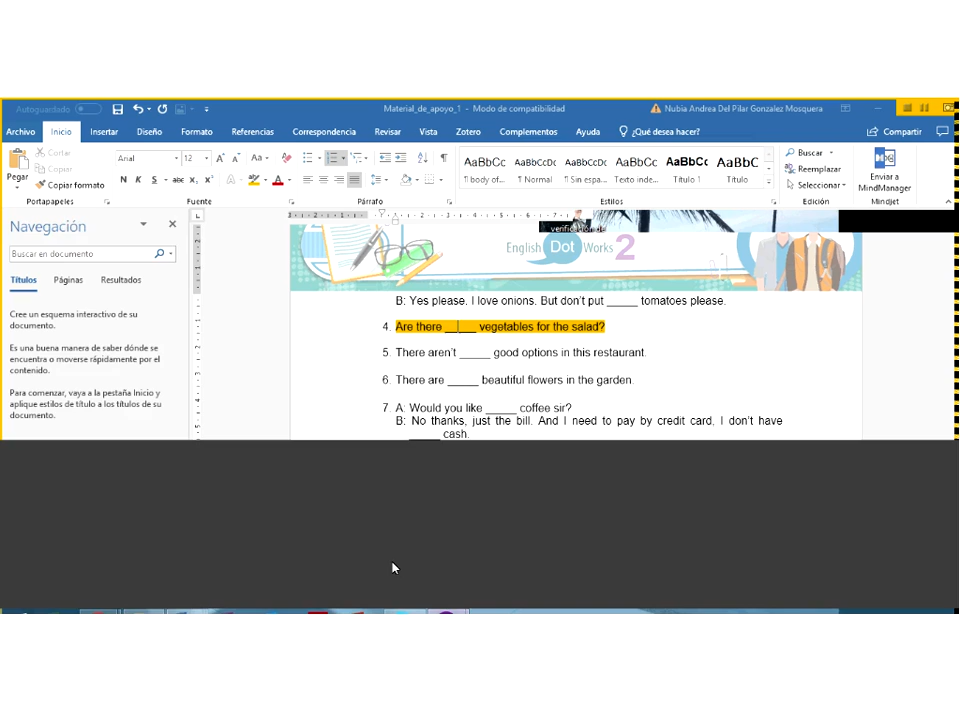 Autoguardado
Material_de_apoyo_1 - Modo de compatibilidad
Nubia Andrea Del Pilar Gonzalez Mosquera
Archivo Inicio Insertar Diseño Formato Referencias Correspondencia Revisar Vista Zotero Complementos Ayuda ¿Qué desea hacer? Compartir
Pegar
Cortar
Copiar
Copiar formato
Portapapeles
Arial 12
Fuente
Párrafo
AaBbCc
¶ body of...
AaBbCcDc
¶ Normal
AaBbCcDc
¶ Sin espa...
AaBbCc
Texto inde...
AaBbCc
Título 1
AaBbC
Título
Estilos
Buscar
Reemplazar
Seleccionar
Edición
Enviar a
MindManager
Mindjet
Navegación
Buscar en documento
Títulos Páginas Resultados
Cree un esquema interactivo de su
documento.
Es una buena manera de saber dónde se
encuentra o moverse rápidamente por el
contenido.
Para comenzar, vaya a la pestaña Inicio y
aplique estilos de título a los títulos de su
documento.
English Dot Works 2
B: Yes please. I love onions. But don't put _____ tomatoes please.
4. Are there _____ vegetables for the salad?
5. There aren't _____ good options in this restaurant.
6. There are _____ beautiful flowers in the garden.
7. A: Would you like _____ coffee sir?
B: No thanks, just the bill. And I need to pay by credit card, I don't have
_____ cash.